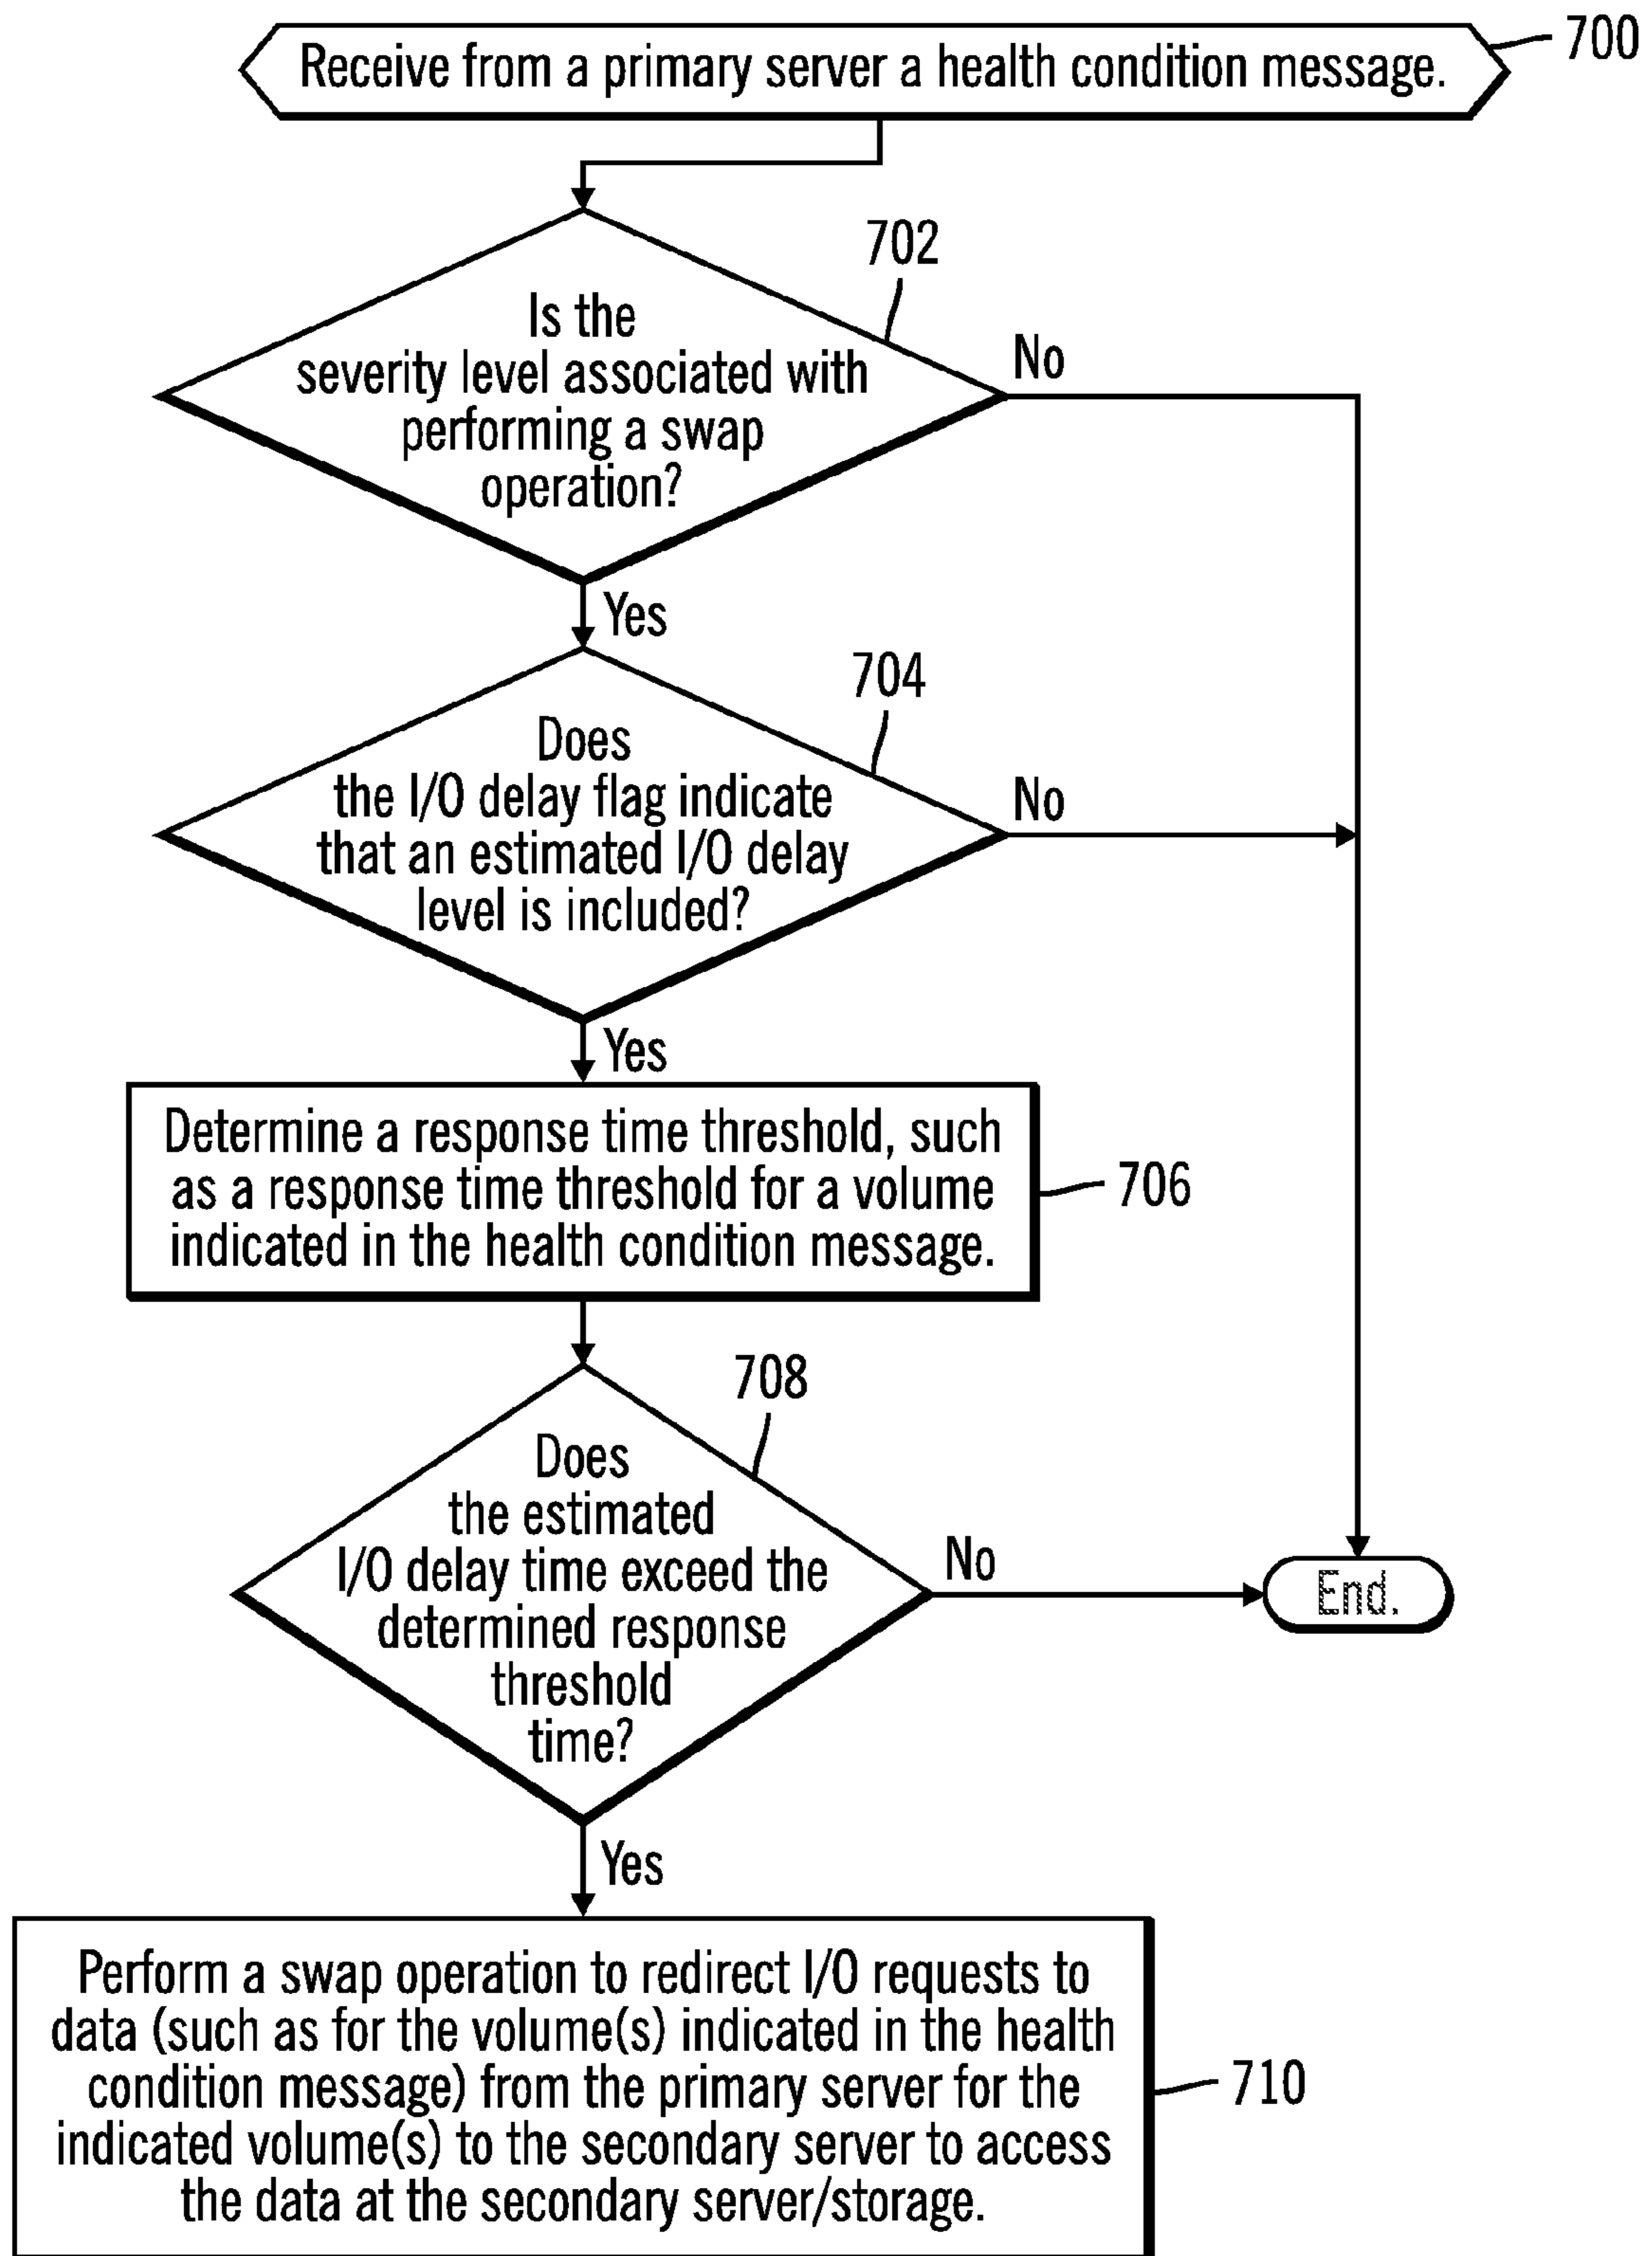 Receive from a primary server a health condition message.
700
702
Is the
severity level associated with
performing a swap
operation?
No
Yes
704
Does
the I/O delay flag indicate
that an estimated I/O delay
level is included?
No
Yes
Determine a response time threshold, such
as a response time threshold for a volume
indicated in the health condition message.
706
708
Does
the estimated
I/O delay time exceed the
determined response
threshold
time?
No
End.
Yes
Perform a swap operation to redirect I/O requests to
data (such as for the volume(s) indicated in the health
condition message) from the primary server for the
indicated volume(s) to the secondary server to access
the data at the secondary server/storage.
710